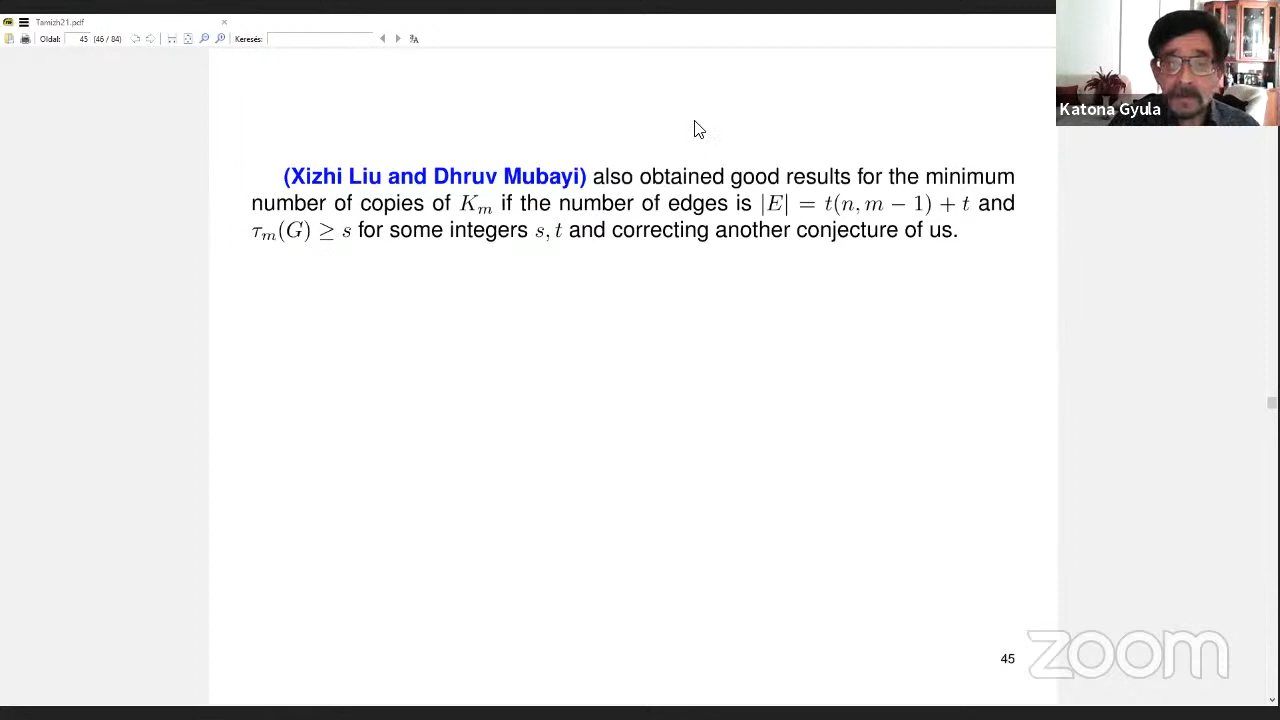 Tamizh21.pdf
Oldal: 45 (46 / 84) Keresés:
Katona Gyula
(Xizhi Liu and Dhruv Mubayi) also obtained good results for the minimum
number of copies of K_m if the number of edges is |E| = t(n, m − 1) + t and
τ_m(G) ≥ s for some integers s, t and correcting another conjecture of us.
45
zoom